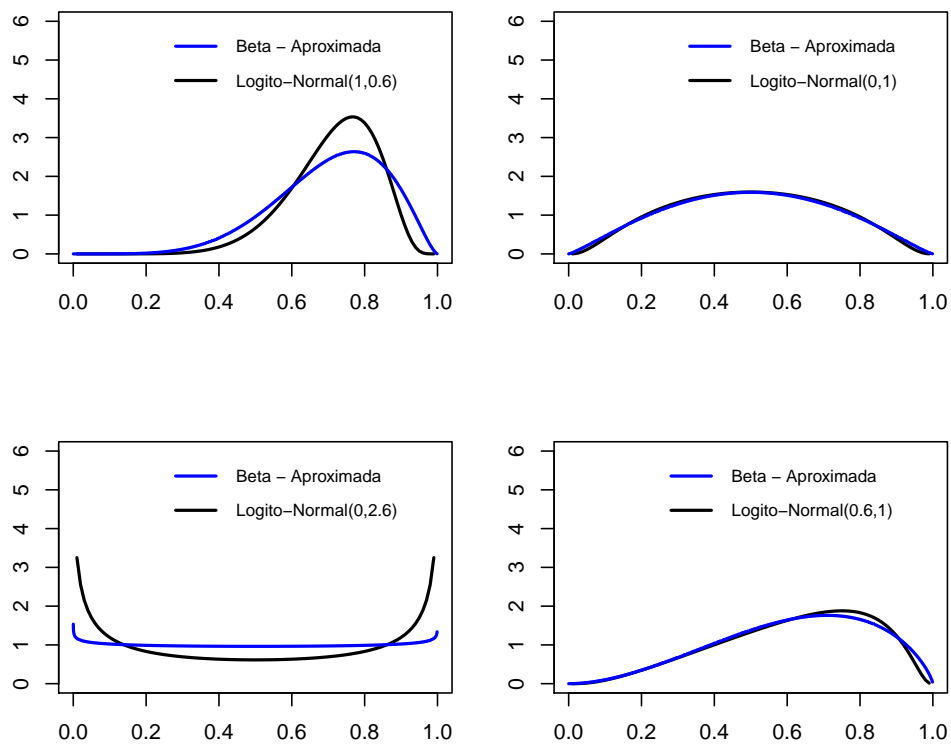 6
5
4
3
2
1
0
Beta − Aproximada
Logito−Normal(1,0.6)
0.0 0.2 0.4 0.6 0.8 1.0
6
5
4
3
2
1
0
Beta − Aproximada
Logito−Normal(0,1)
0.0 0.2 0.4 0.6 0.8 1.0
6
5
4
3
2
1
0
Beta − Aproximada
Logito−Normal(0,2.6)
0.0 0.2 0.4 0.6 0.8 1.0
6
5
4
3
2
1
0
Beta − Aproximada
Logito−Normal(0.6,1)
0.0 0.2 0.4 0.6 0.8 1.0